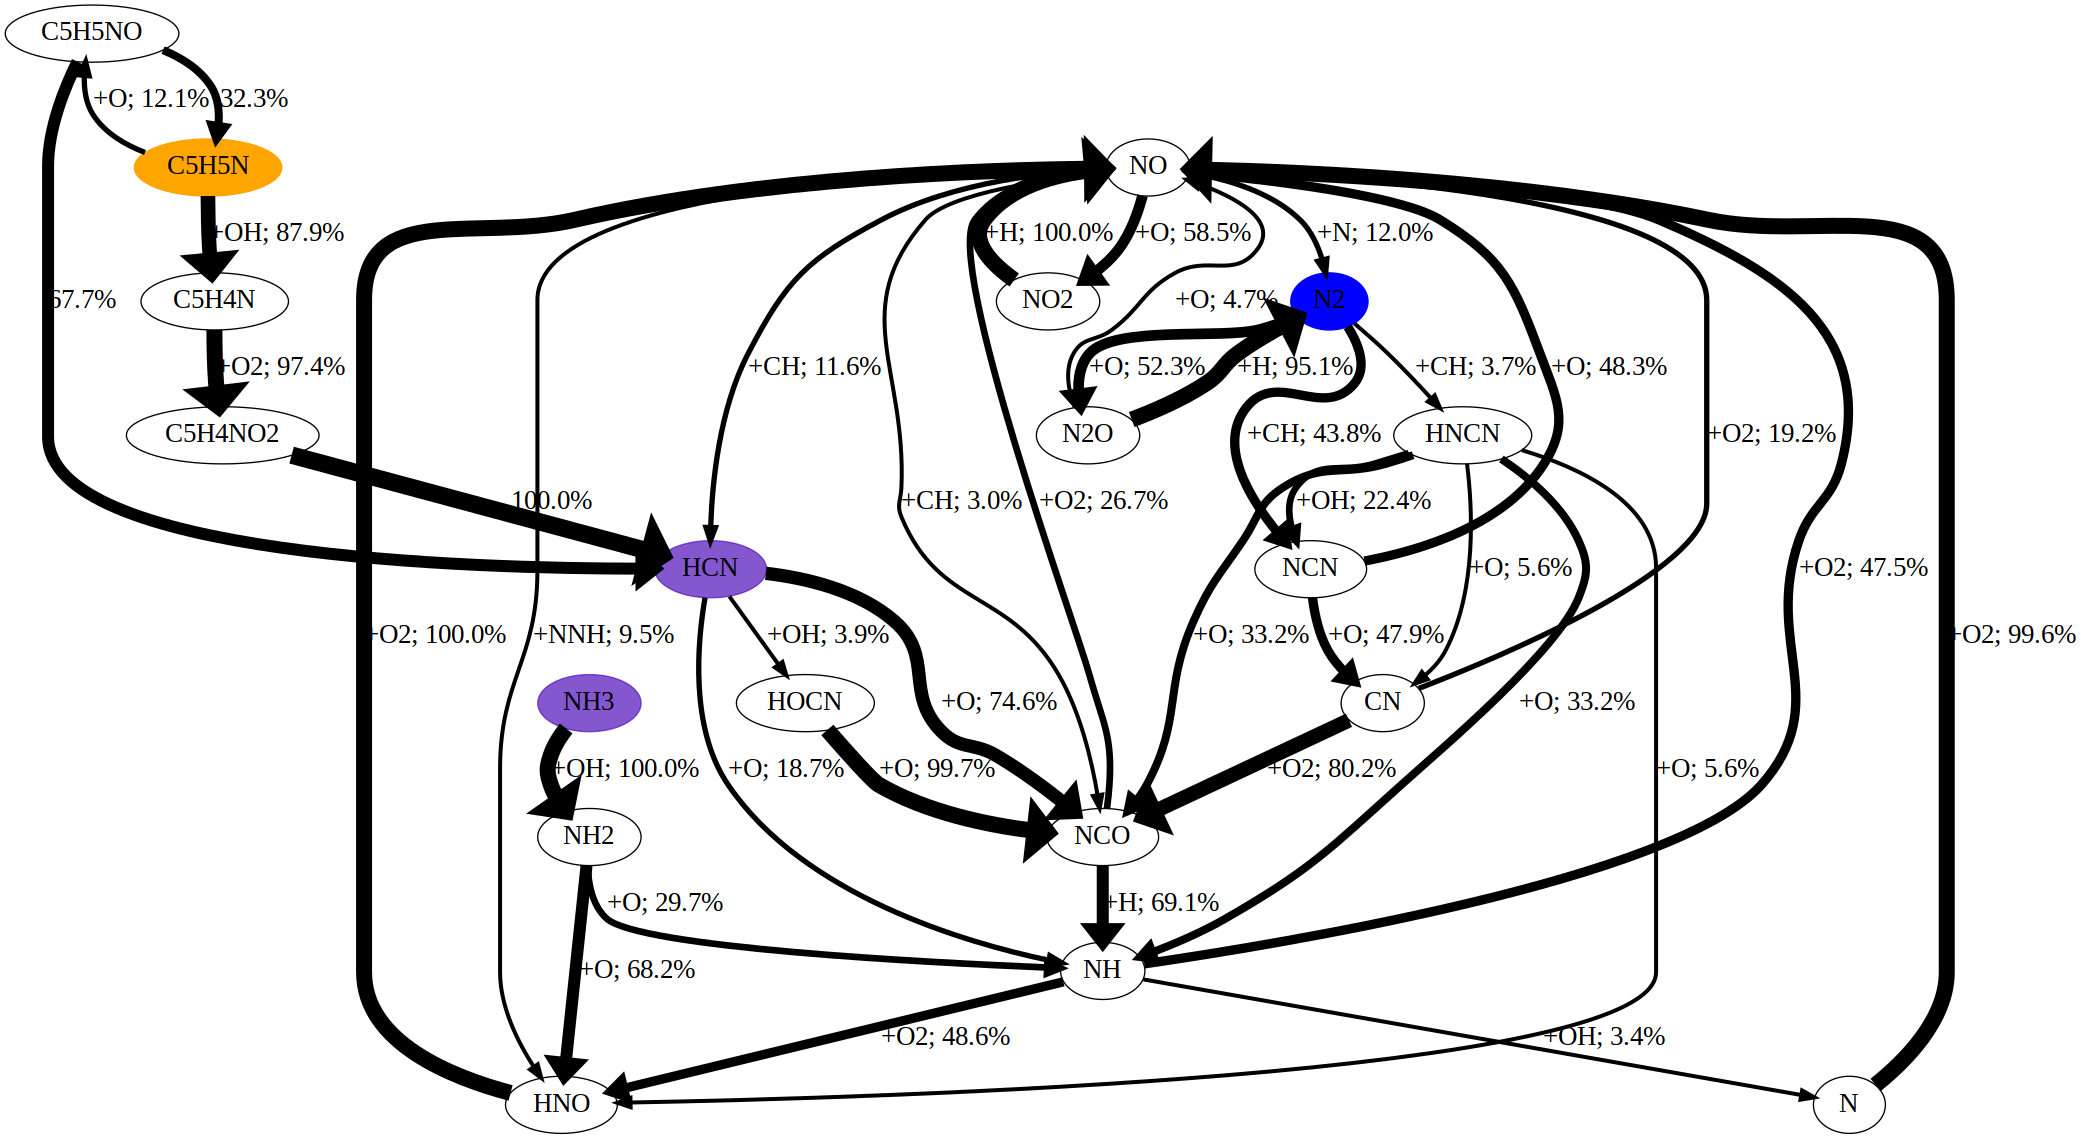 C5H5NO
+O; 12.1%
32.3%
C5H5N
NO
+OH; 87.9%
+H; 100.0%
+O; 58.5%
+N; 12.0%
67.7%
C5H4N
NO2
+O; 4.7%
N2
+O2; 97.4%
+CH; 11.6%
+O; 52.3%
+H; 95.1%
+CH; 3.7%
+O; 48.3%
C5H4NO2
N2O
+CH; 43.8%
HNCN
+O2; 19.2%
100.0%
+CH; 3.0%
+O2; 26.7%
+OH; 22.4%
HCN
NCN
+O; 5.6%
+O2; 47.5%
+O2; 100.0%
+NNH; 9.5%
+OH; 3.9%
+O; 33.2%
+O; 47.9%
+O2; 99.6%
NH3
HOCN
+O; 74.6%
CN
+O; 33.2%
+OH; 100.0%
+O; 18.7%
+O; 99.7%
+O2; 80.2%
+O; 5.6%
NH2
NCO
+O; 29.7%
+H; 69.1%
+O; 68.2%
NH
+O2; 48.6%
+OH; 3.4%
HNO
N